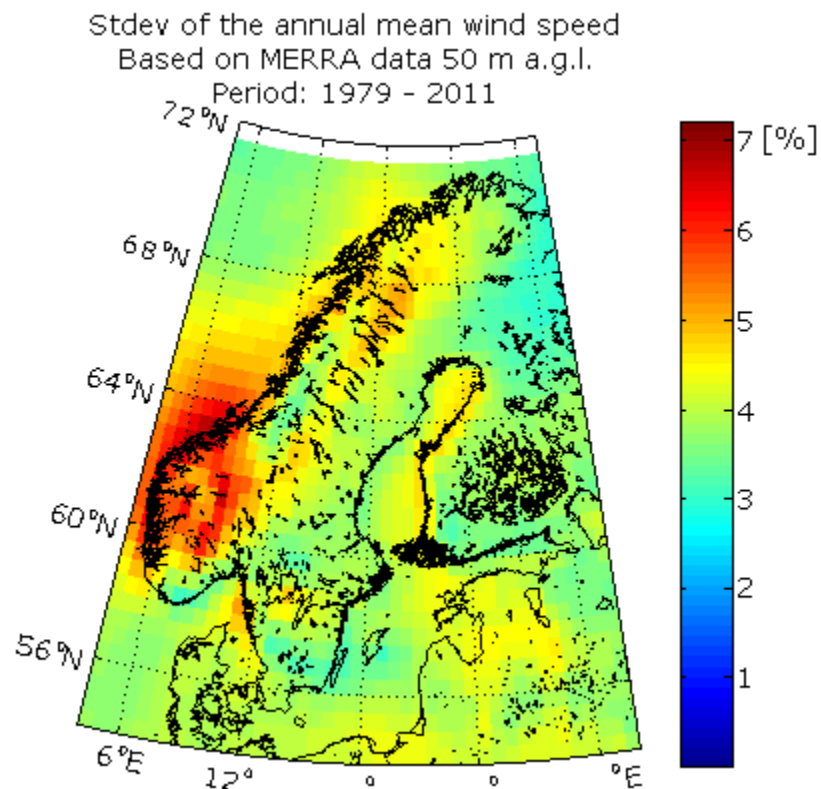 Stdev of the annual mean wind speed
Based on MERRA data 50 m a.g.l.
Period: 1979 - 2011
72°N
7 [%]
6
68°N
5
64°N
4
3
60°N
2
56°N
1
6°E
12°
°
°
°E